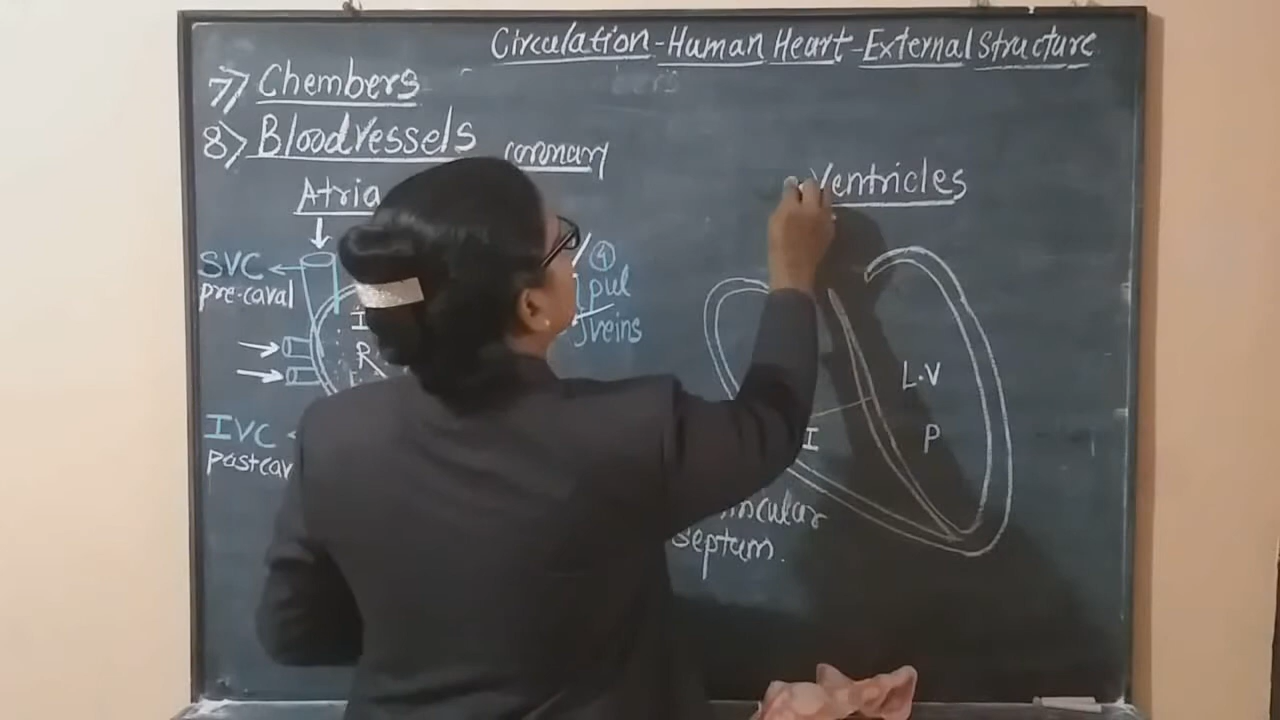 Circulation-Human Heart-External Structure
7) Chembers
8) Bloodvessels
coronary
Atria
Ventricles
SVC
pre-caval
4
pul
veins
I
R
L.V
P
I
IVC
septum.